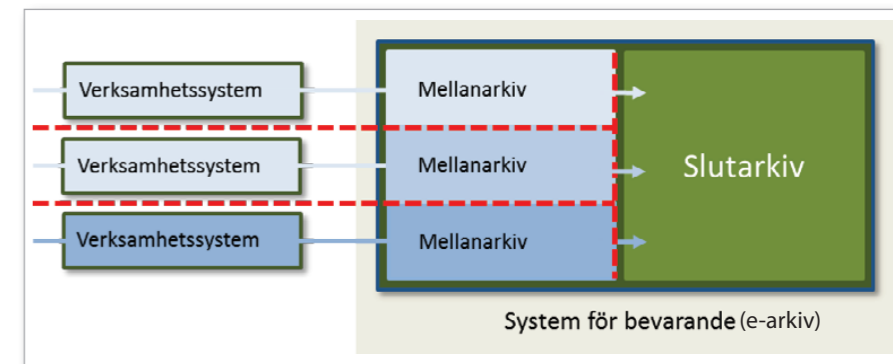 Verksamhetssystem
Mellanarkiv
Verksamhetssystem
Mellanarkiv
Slutarkiv
Verksamhetssystem
Mellanarkiv
System för bevarande (e-arkiv)